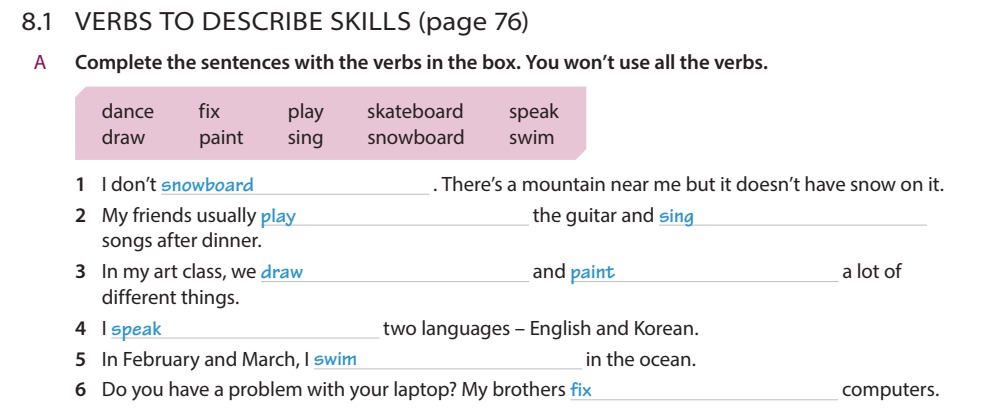 8.1 VERBS TO DESCRIBE SKILLS (page 76)
A Complete the sentences with the verbs in the box. You won't use all the verbs.
dance fix play skateboard speak
draw paint sing snowboard swim
1 I don't snowboard . There's a mountain near me but it doesn't have snow on it.
2 My friends usually play the guitar and sing
songs after dinner.
3 In my art class, we draw and paint a lot of
different things.
4 I speak two languages – English and Korean.
5 In February and March, I swim in the ocean.
6 Do you have a problem with your laptop? My brothers fix computers.